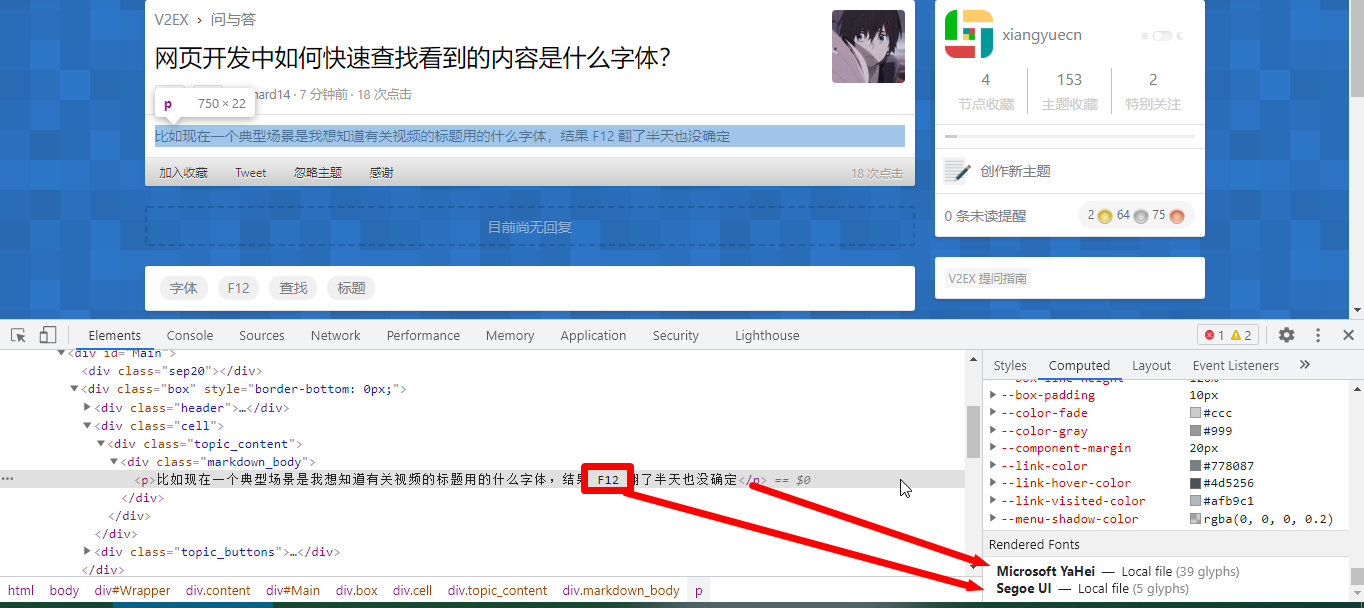 V2EX › 问与答
网页开发中如何快速查找看到的内容是什么字体？
nard14 · 7 分钟前 · 18 次点击
p 750 × 22
比如现在一个典型场景是我想知道有关视频的标题用的什么字体，结果 F12 翻了半天也没确定
加入收藏 Tweet 忽略主题 感谢 18 次点击
目前尚无回复
字体 F12 查找 标题
xiangyuecn
4 153 2
节点收藏 主题收藏 特别关注
创作新主题
0 条未读提醒 2 64 75
V2EX 提问指南
Elements Console Sources Network Performance Memory Application Security Lighthouse 1 2
<div id="Main">
<div class="sep20"></div>
<div class="box" style="border-bottom: 0px;">
<div class="header">…</div>
<div class="cell">
<div class="topic_content">
<div class="markdown_body">
<p>比如现在一个典型场景是我想知道有关视频的标题用的什么字体，结果 F12 翻了半天也没确定</p> == $0
</div>
</div>
</div>
<div class="topic_buttons">…</div>
</div>
html body div#Wrapper div.content div#Main div.box div.cell div.topic_content div.markdown_body p
Styles Computed Layout Event Listeners »
--box-line-height 120%
--box-padding 10px
--color-fade #ccc
--color-gray #999
--component-margin 20px
--link-color #778087
--link-hover-color #4d5256
--link-visited-color #afb9c1
--menu-shadow-color rgba(0, 0, 0, 0.2)
Rendered Fonts
Microsoft YaHei — Local file (39 glyphs)
Segoe UI — Local file (5 glyphs)